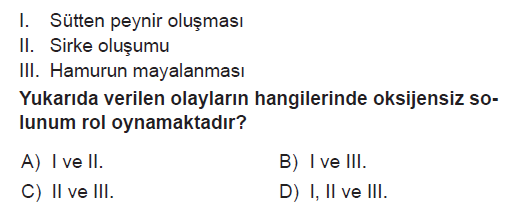 I. Sütten peynir oluşması
II. Sirke oluşumu
III. Hamurun mayalanması
Yukarıda verilen olayların hangilerinde oksijensiz so-
lunum rol oynamaktadır?
A) I ve II. B) I ve III.
C) II ve III. D) I, II ve III.